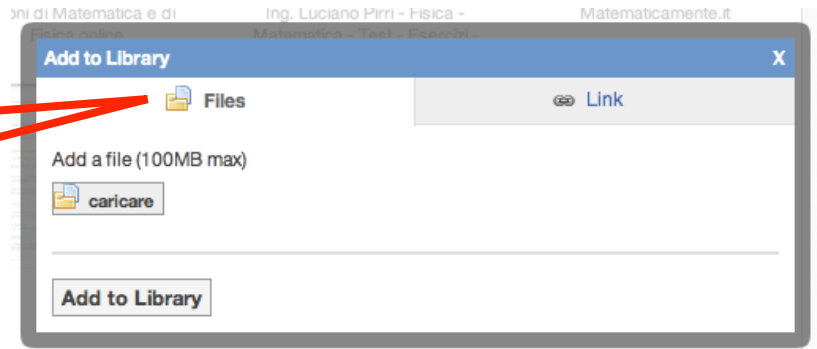 oni di Matematica e di
Fisica online
Ing. Luciano Pirri - Fisica -
Matematica - Test - Esercizi -
Matematicamente.it
Add to Library X
Files
Link
Add a file (100MB max)
caricare
Add to Library